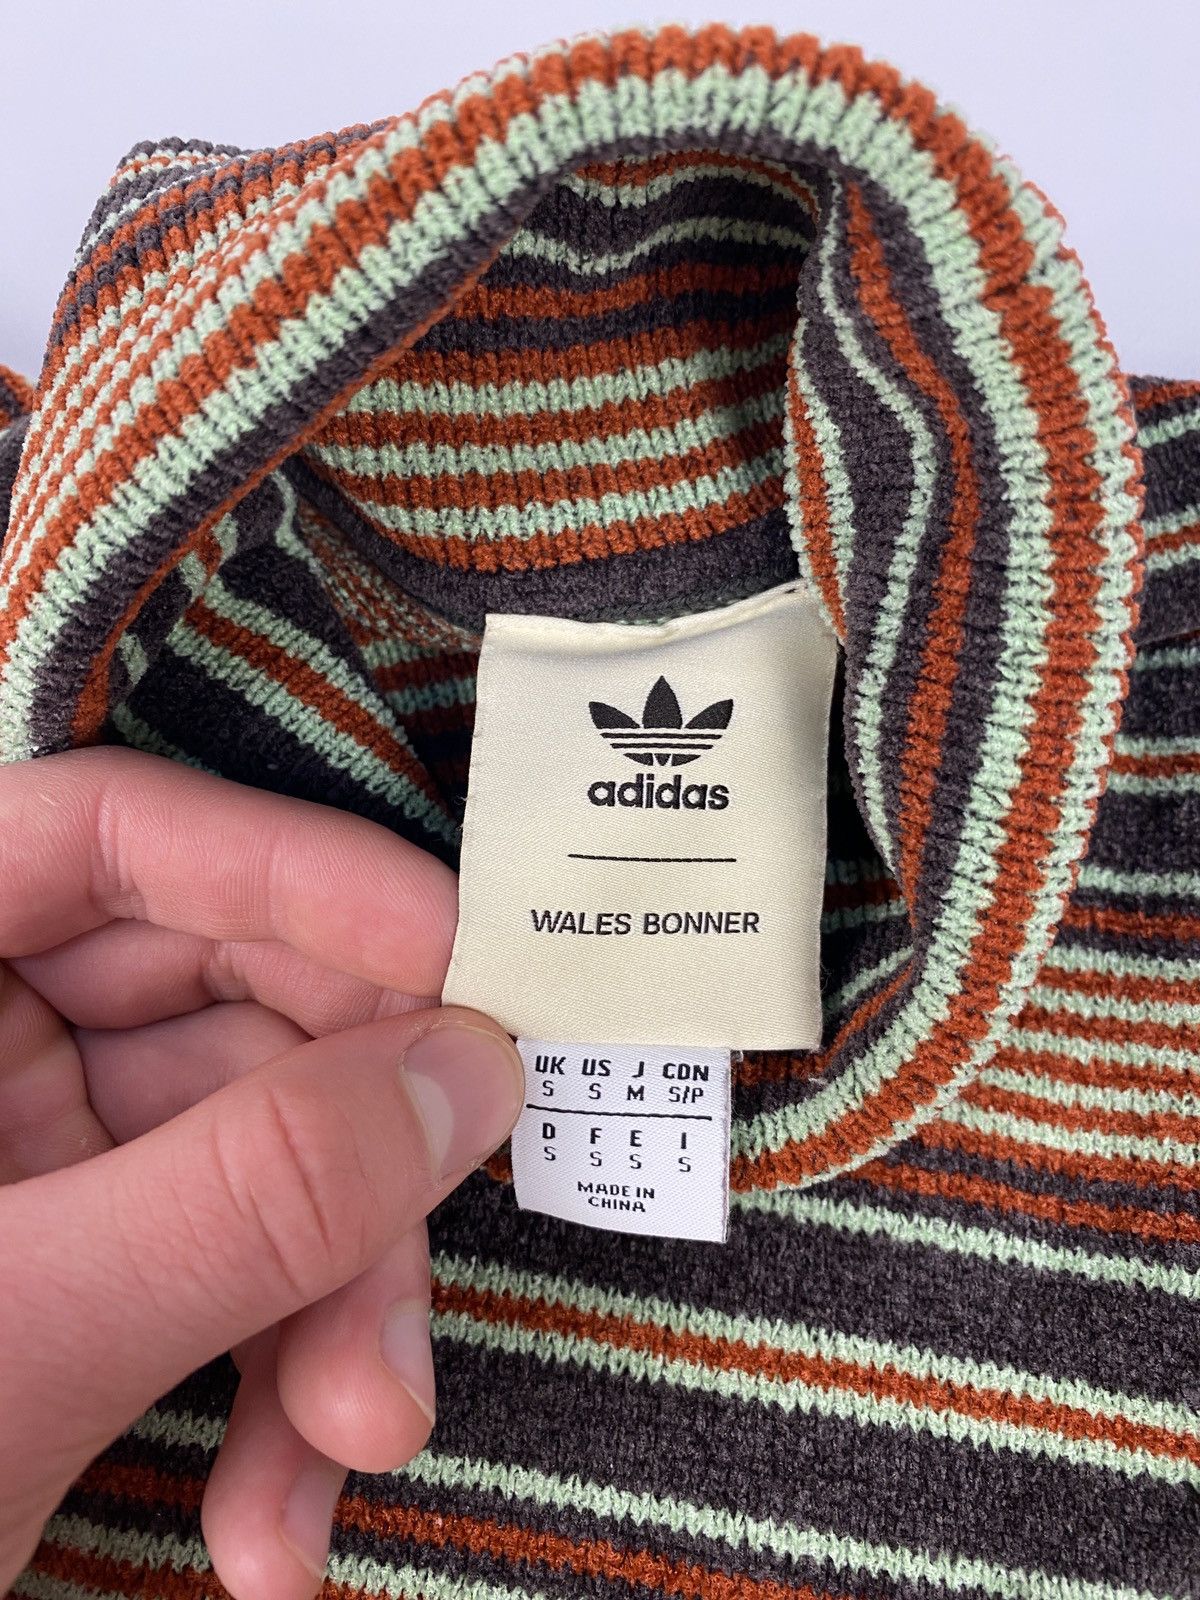 adidas
WALES BONNER
UK US J CDN
S S M S/P
D F E I
S S S S
MADE IN
CHINA